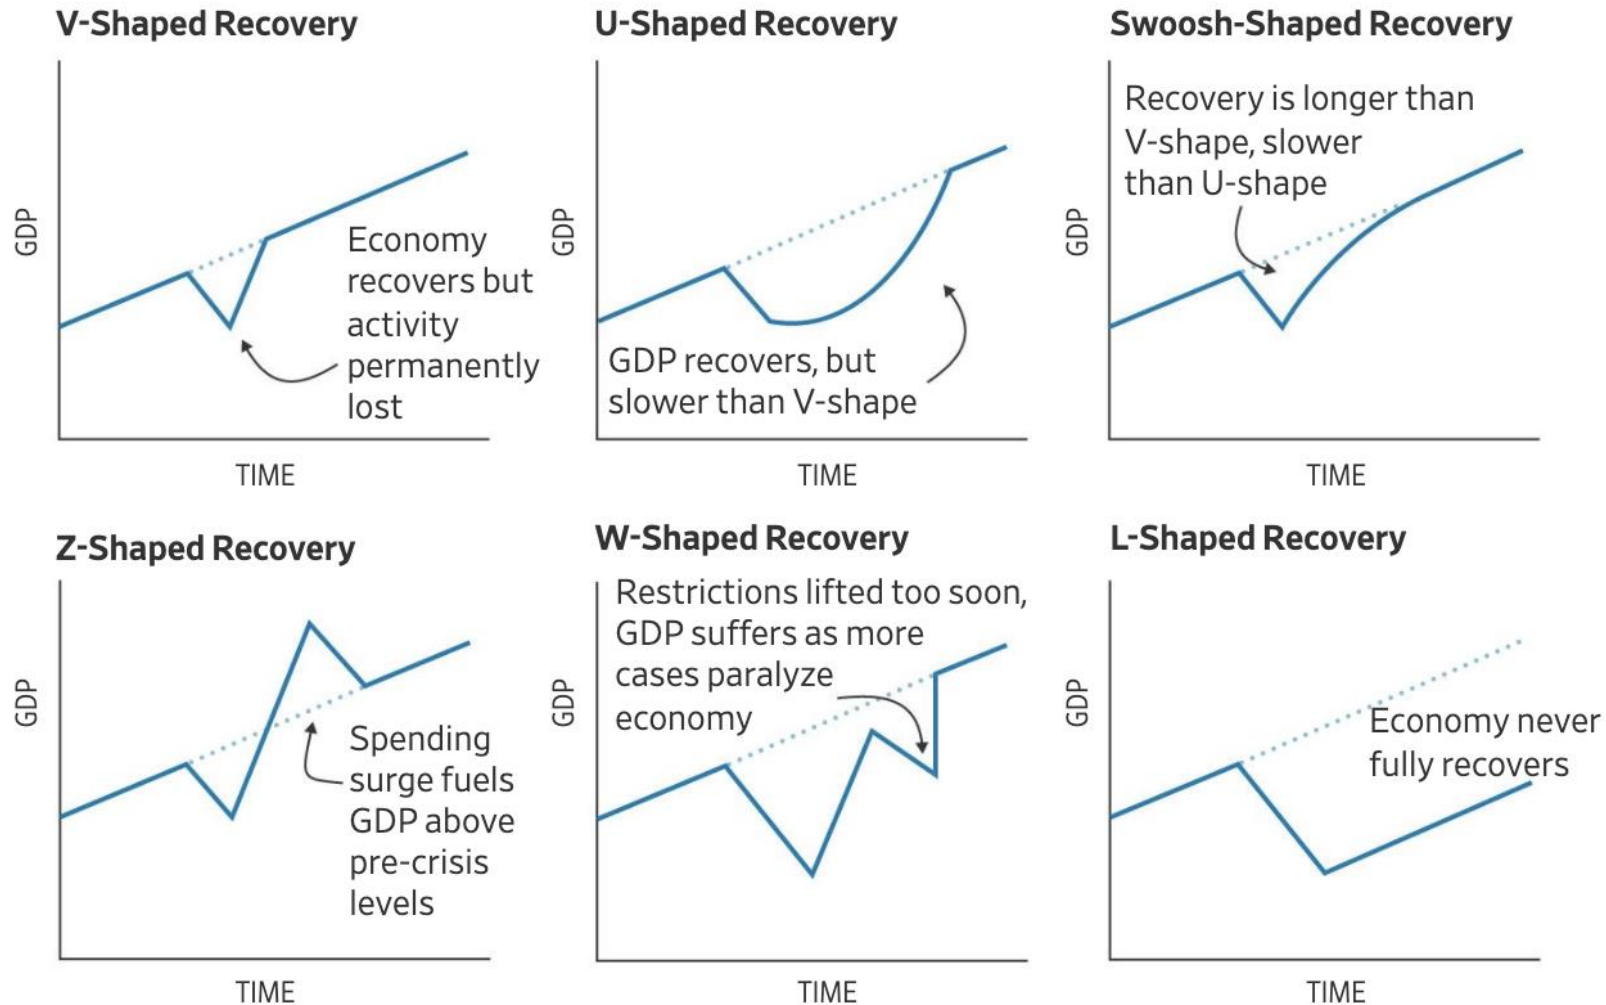 V-Shaped Recovery
GDP
Economy
recovers but
activity
permanently
lost
TIME
U-Shaped Recovery
GDP
GDP recovers, but
slower than V-shape
TIME
Swoosh-Shaped Recovery
Recovery is longer than
V-shape, slower
than U-shape
GDP
TIME
Z-Shaped Recovery
GDP
Spending
surge fuels
GDP above
pre-crisis
levels
TIME
W-Shaped Recovery
Restrictions lifted too soon,
GDP suffers as more
cases paralyze
economy
GDP
TIME
L-Shaped Recovery
GDP
Economy never
fully recovers
TIME